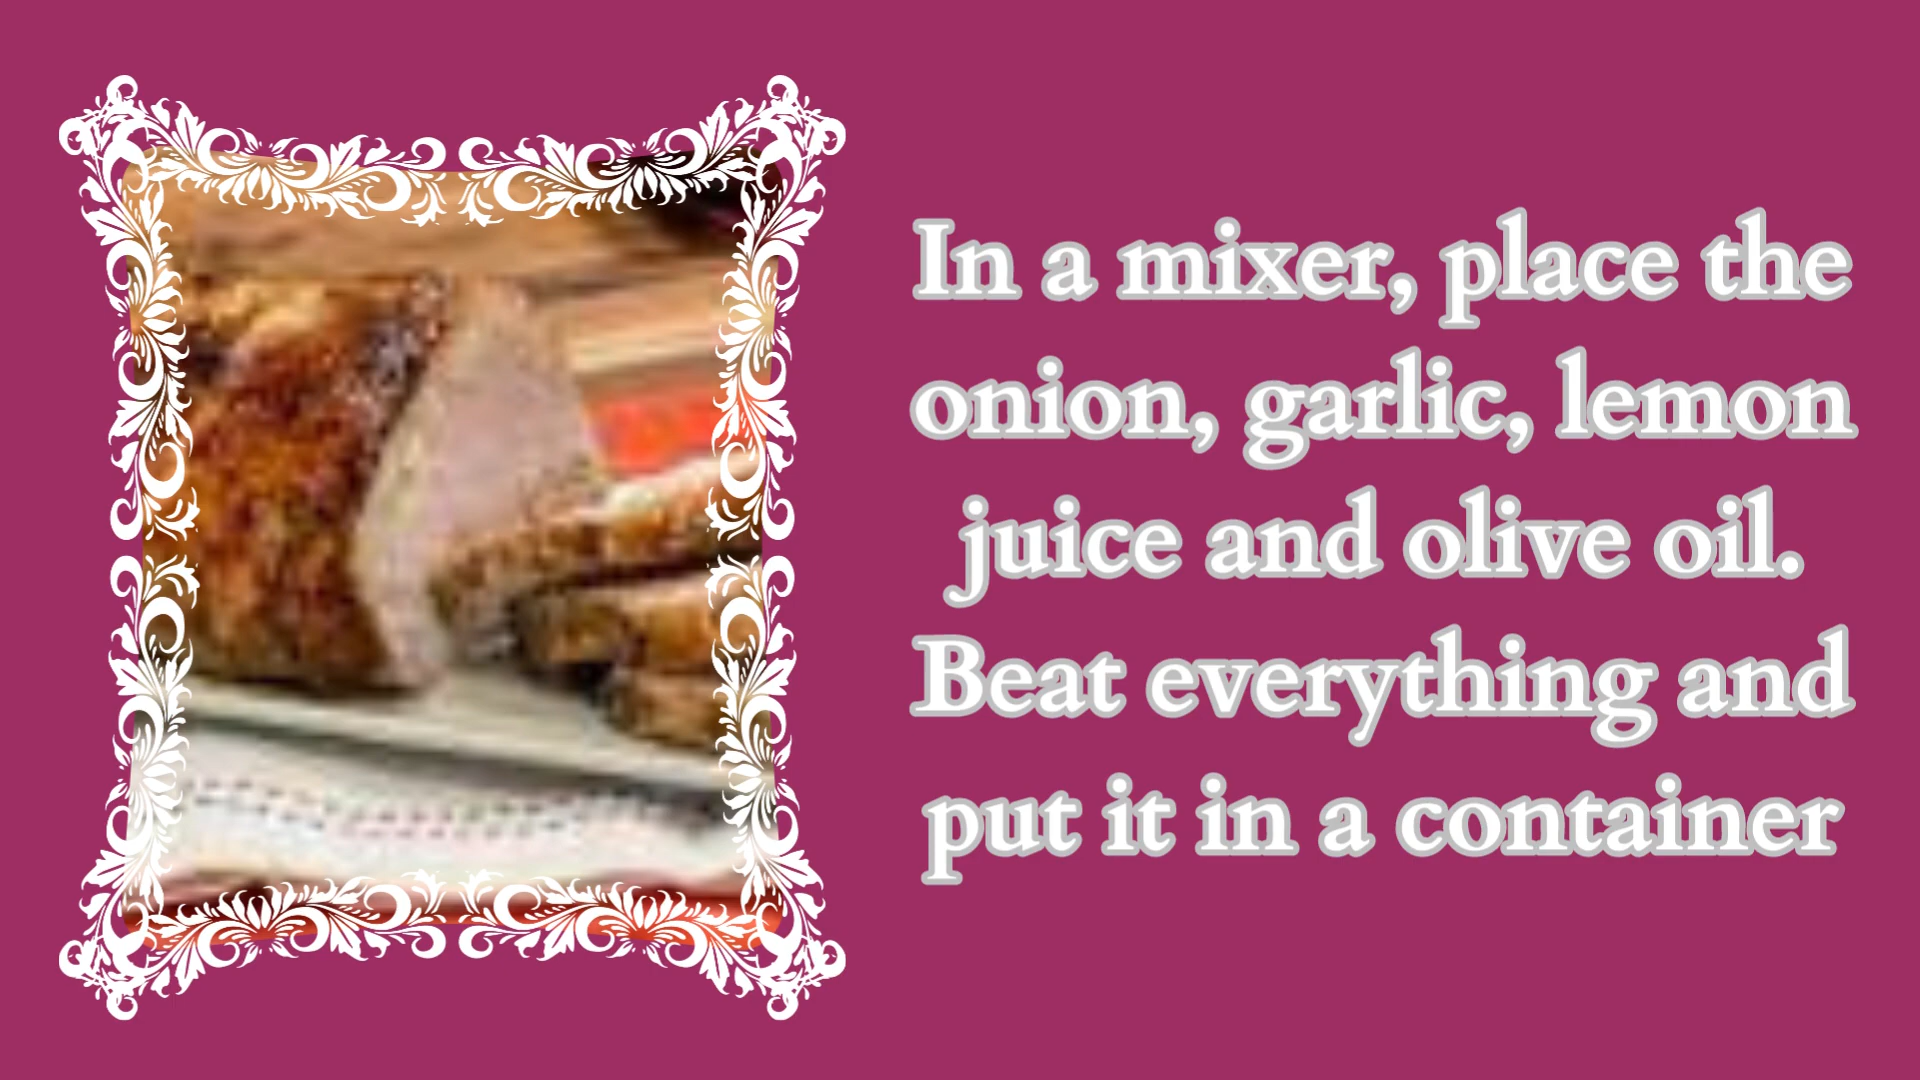 In a mixer, place the
onion, garlic, lemon
juice and olive oil.
Beat everything and
put it in a container